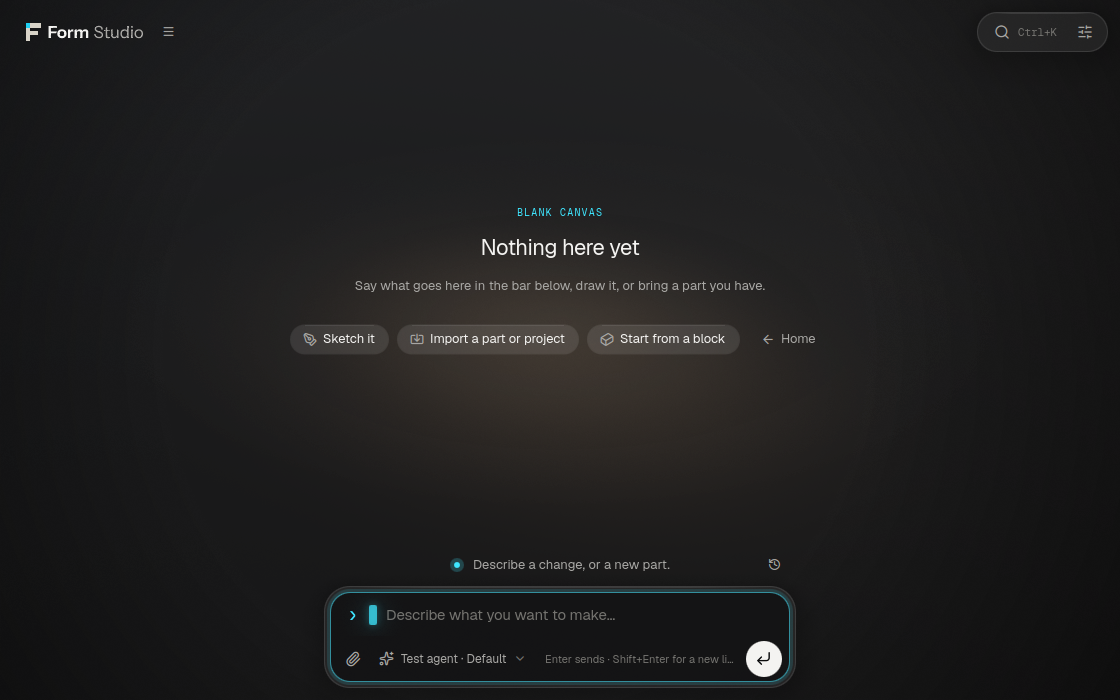 Form Studio
Ctrl+K
BLANK CANVAS
Nothing here yet
Say what goes here in the bar below, draw it, or bring a part you have.
Sketch it
Import a part or project
Start from a block
Home
Describe a change, or a new part.
Describe what you want to make...
Test agent · Default
Enter sends · Shift+Enter for a new li...